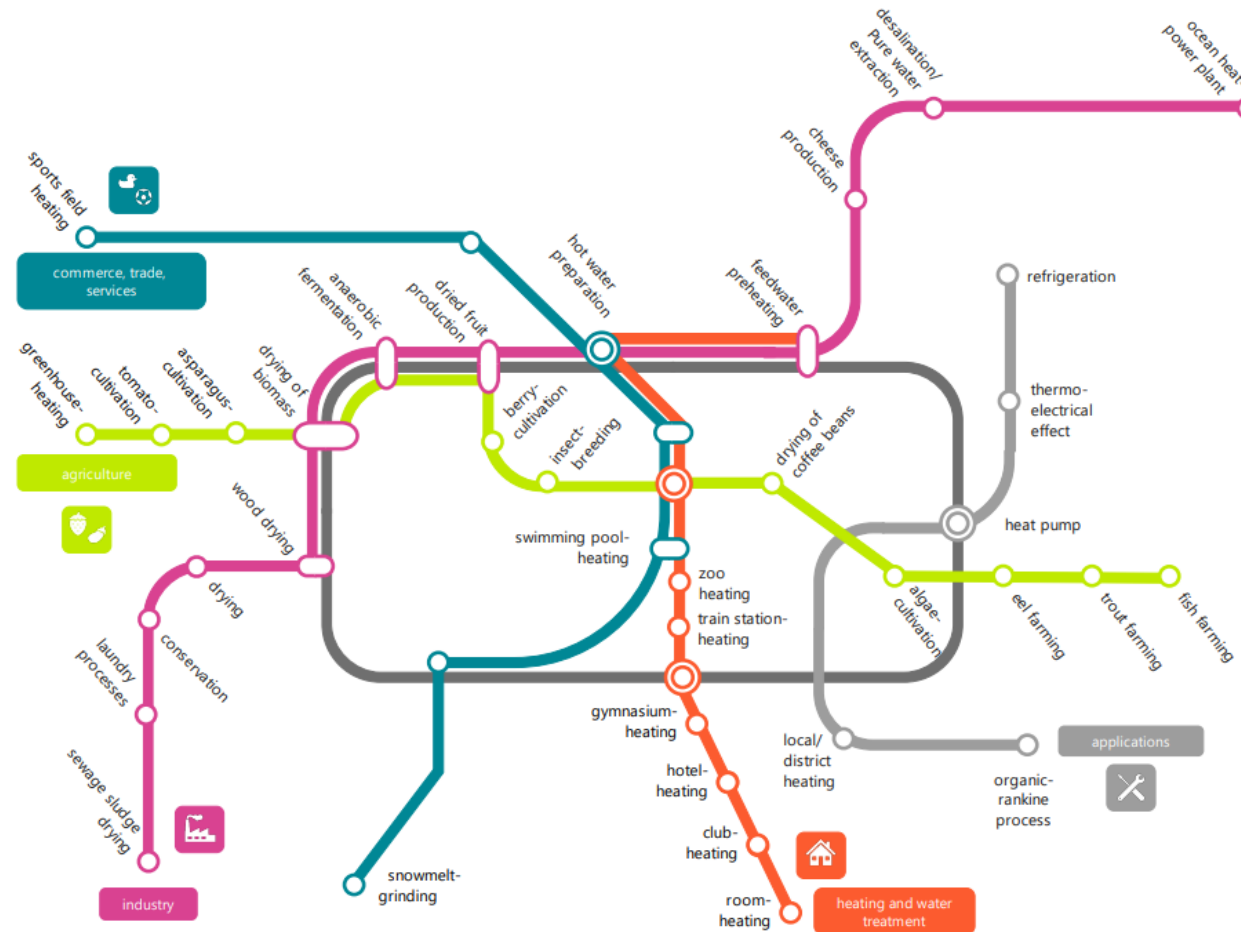 desalination/
Pure water
extraction
ocean heat-
power plant
cheese
production
sports field
heating
commerce, trade,
services
hot water
preparation
feedwater
preheating
anaerobic
fermentation
dried fruit
production
refrigeration
greenhouse-
heating
tomato-
cultivation
asparagus-
cultivation
drying of
biomass
berry-
cultivation
insect-
breeding
drying of
coffee beans
thermo-
electrical
effect
agriculture
wood drying
swimming pool-
heating
heat pump
drying
zoo
heating
train station-
heating
algae-
cultivation
eel farming
trout farming
fish farming
conservation
laundry
processes
gymnasium-
heating
local/
district
heating
applications
hotel-
heating
organic-
rankine
process
sewage sludge
drying
club-
heating
snowmelt-
grinding
industry
room-
heating
heating and water
treatment